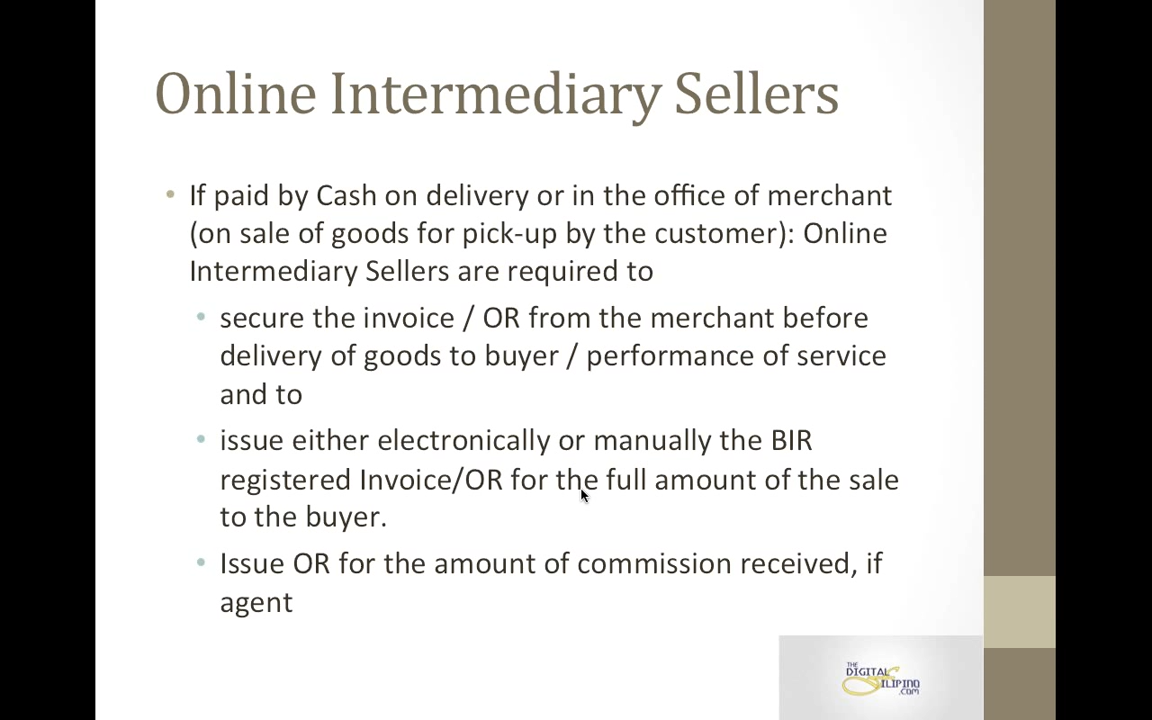 Online Intermediary Sellers
• If paid by Cash on delivery or in the office of merchant
(on sale of goods for pick-up by the customer): Online
Intermediary Sellers are required to
• secure the invoice / OR from the merchant before
delivery of goods to buyer / performance of service
and to
• issue either electronically or manually the BIR
registered Invoice/OR for the full amount of the sale
to the buyer.
• Issue OR for the amount of commission received, if
agent
THE
DIGITAL
FILIPINO
.COM